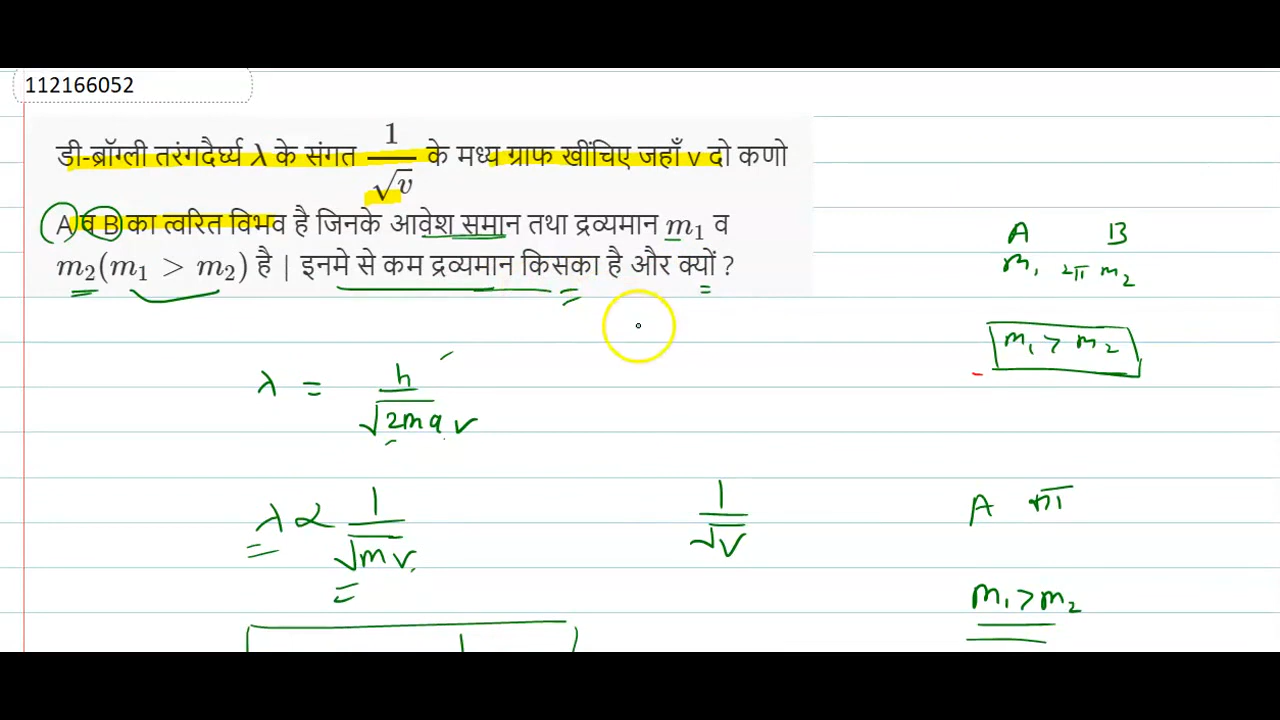 112166052
डी-ब्रॉग्ली तरंगदैर्घ्य λ के संगत 1/√v के मध्य ग्राफ खींचिए जहाँ v दो कणो
A व B का त्वरित विभव है जिनके आवेश समान तथा द्रव्यमान m₁ व
m₂(m₁ > m₂) है | इनमे से कम द्रव्यमान किसका है और क्यों ?
A B
m₁ m₂
m₁ > m₂
λ = h/√2mqv
λ ∝ 1/√mv
1/√V
A
m₁ > m₂